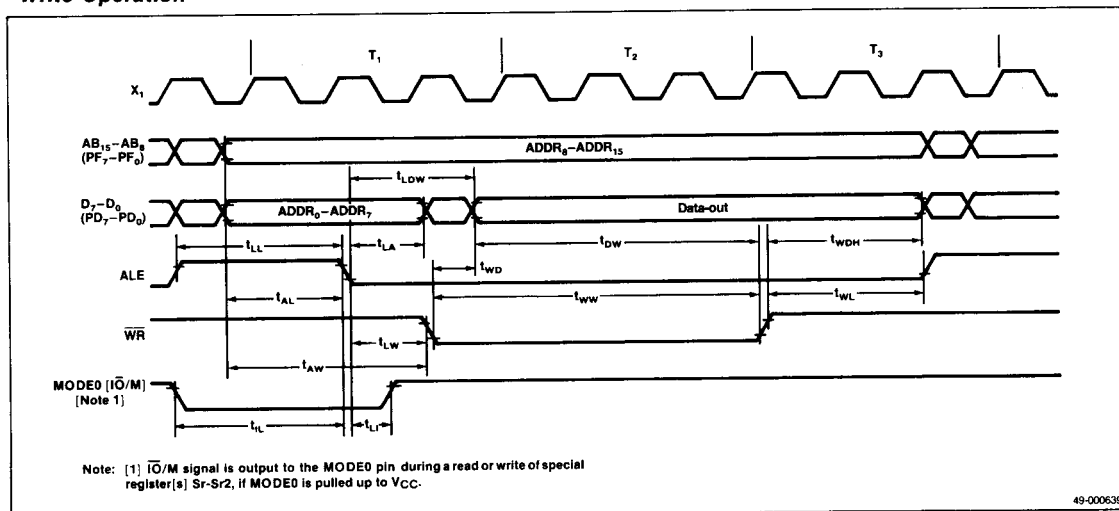 T1 T2 T3
X1
AB15–AB8
(PF7–PF0)
ADDR8–ADDR15
tLDW
D7–D0
(PD7–PD0)
ADDR0–ADDR7
Data-out
tLL
tLA
tDW
tWDH
tWD
ALE
tAL
tWW
tWL
WR
tLW
tAW
MODE0 [IO/M]
[Note 1}
tIL
tLI
Note: [1] IO/M signal is output to the MODE0 pin during a read or write of special
register[s] Sr-Sr2, if MODE0 is pulled up to VCC.
49-000639